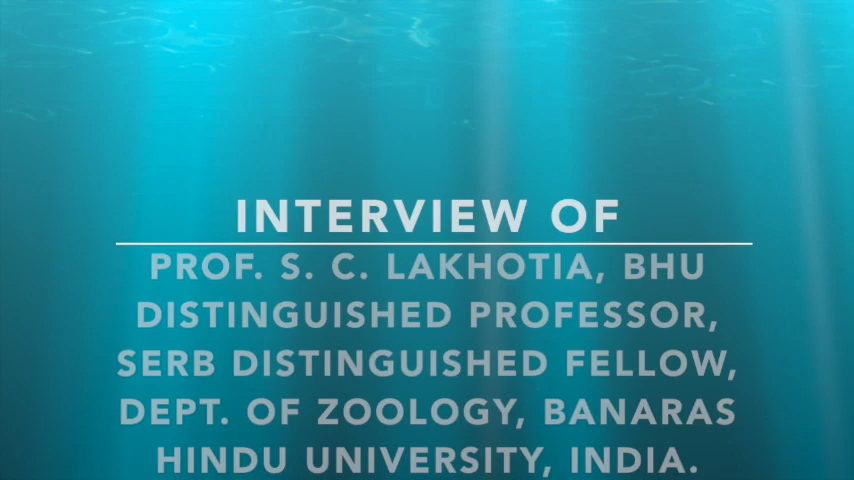 INTERVIEW OF
PROF. S. C. LAKHOTIA, BHU
DISTINGUISHED PROFESSOR,
SERB DISTINGUISHED FELLOW,
DEPT. OF ZOOLOGY, BANARAS
HINDU UNIVERSITY, INDIA.